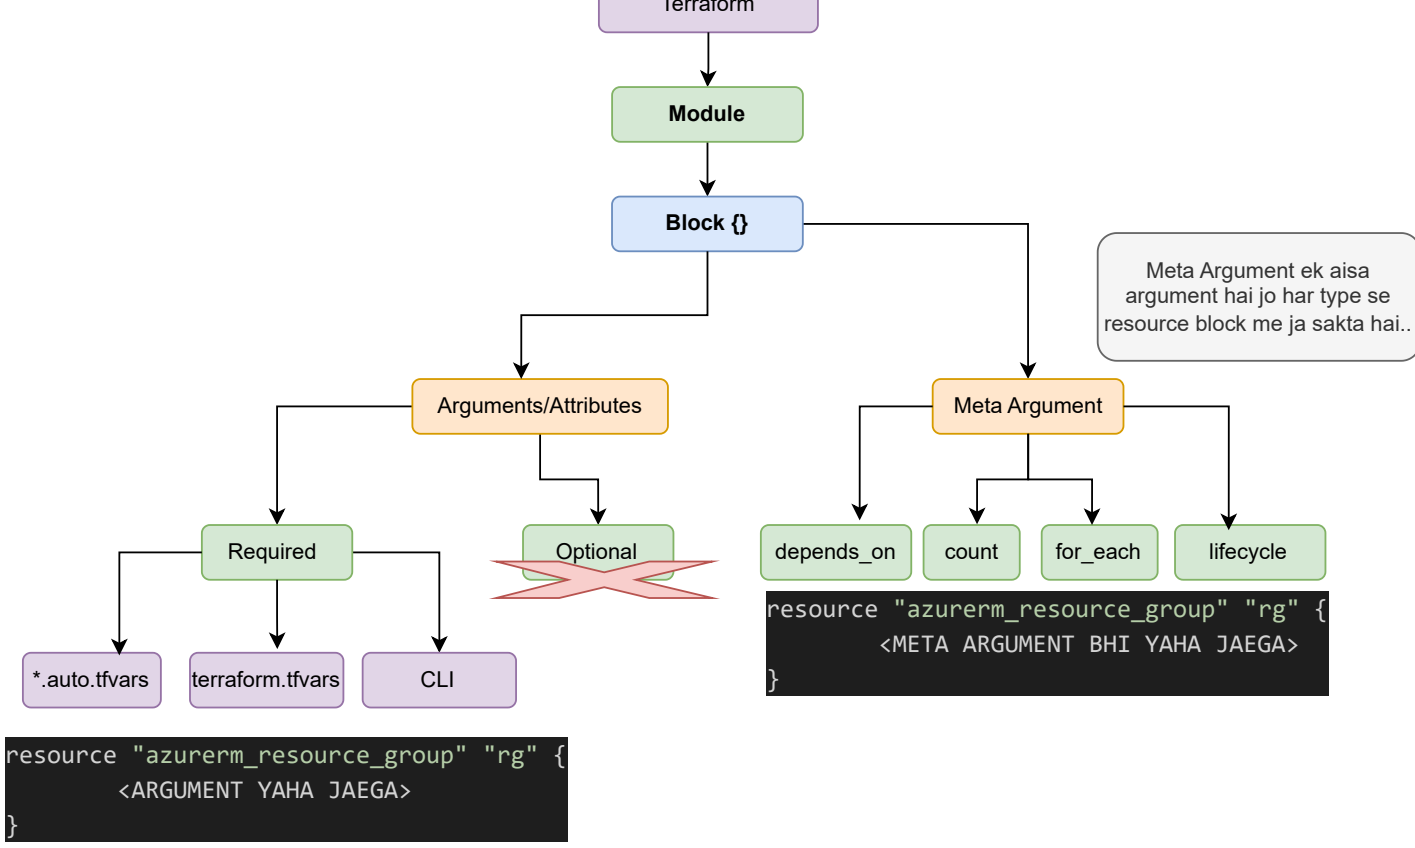 Terraform
Module
Block {}
Meta Argument ek aisa
argument hai jo har type se
resource block me ja sakta hai..
Arguments/Attributes
Meta Argument
Required
Optional
depends_on
count
for_each
lifecycle
resource "azurerm_resource_group" "rg" {
<META ARGUMENT BHI YAHA JAEGA>
}
*.auto.tfvars
terraform.tfvars
CLI
resource "azurerm_resource_group" "rg" {
<ARGUMENT YAHA JAEGA>
}